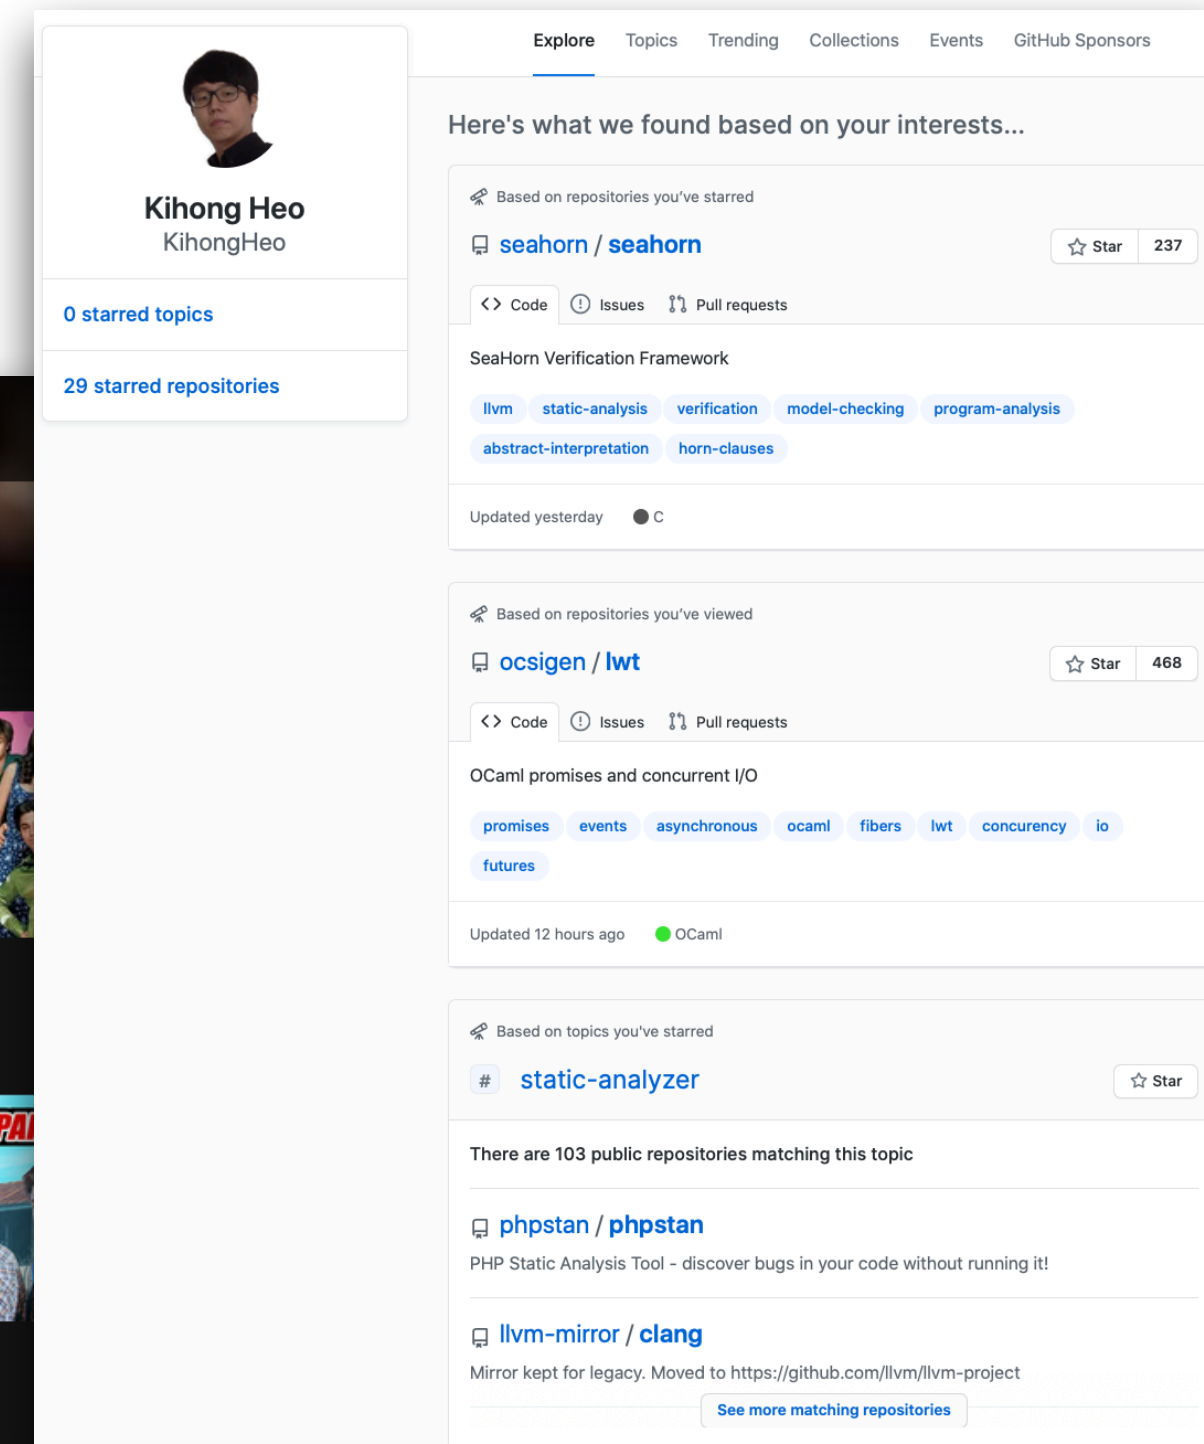 Explore Topics Trending Collections Events GitHub Sponsors
Kihong Heo
KihongHeo
0 starred topics
29 starred repositories
Here's what we found based on your interests...
Based on repositories you've starred
seahorn / seahorn
Star 237
Code Issues Pull requests
SeaHorn Verification Framework
llvm static-analysis verification model-checking program-analysis
abstract-interpretation horn-clauses
Updated yesterday C
Based on repositories you've viewed
ocsigen / lwt
Star 468
Code Issues Pull requests
OCaml promises and concurrent I/O
promises events asynchronous ocaml fibers lwt concurency io
futures
Updated 12 hours ago OCaml
Based on topics you've starred
# static-analyzer
Star
There are 103 public repositories matching this topic
phpstan / phpstan
PHP Static Analysis Tool - discover bugs in your code without running it!
llvm-mirror / clang
Mirror kept for legacy. Moved to https://github.com/llvm/llvm-project
See more matching repositories